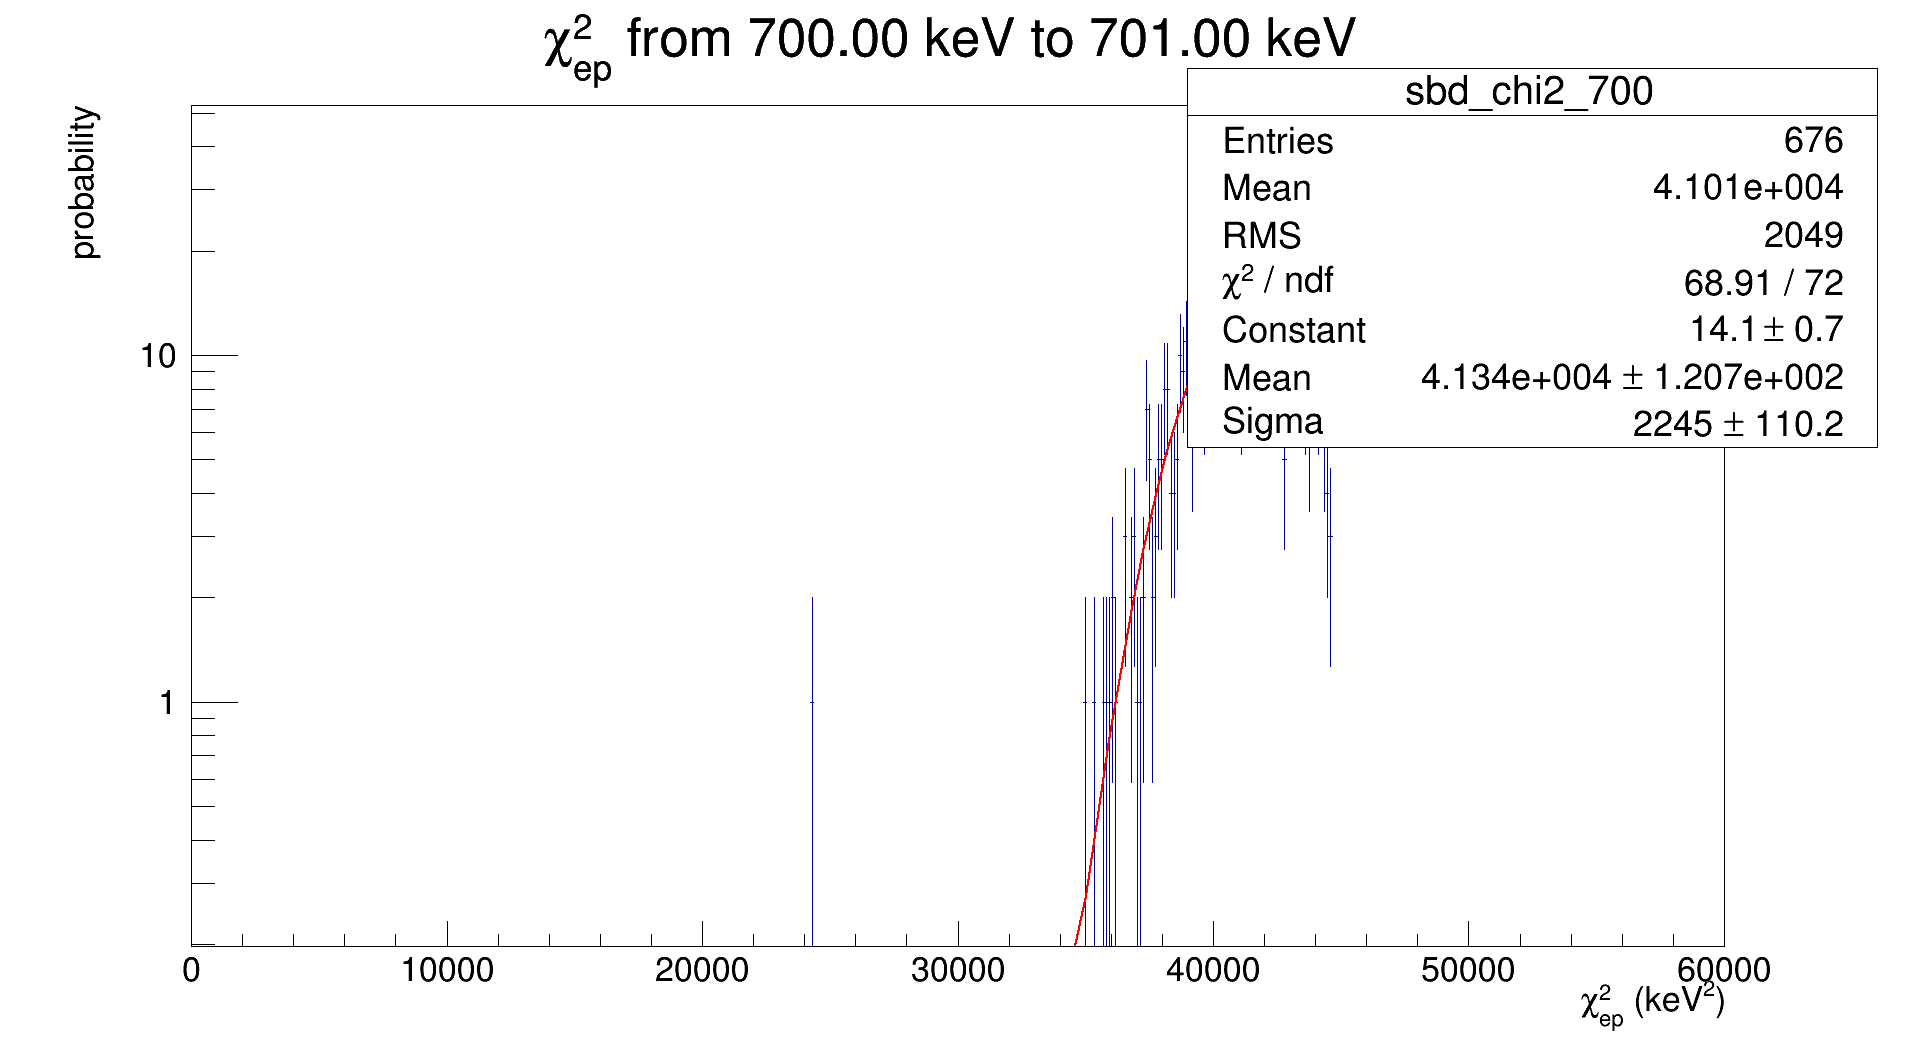 χ²ep from 700.00 keV to 701.00 keV
probability
sbd_chi2_700
Entries 676
Mean 4.101e+004
RMS 2049
χ² / ndf 68.91 / 72
Constant 14.1 ± 0.7
Mean 4.134e+004 ± 1.207e+002
Sigma 2245 ± 110.2
10
1
0 10000 20000 30000 40000 50000 60000
χ²ep (keV²)